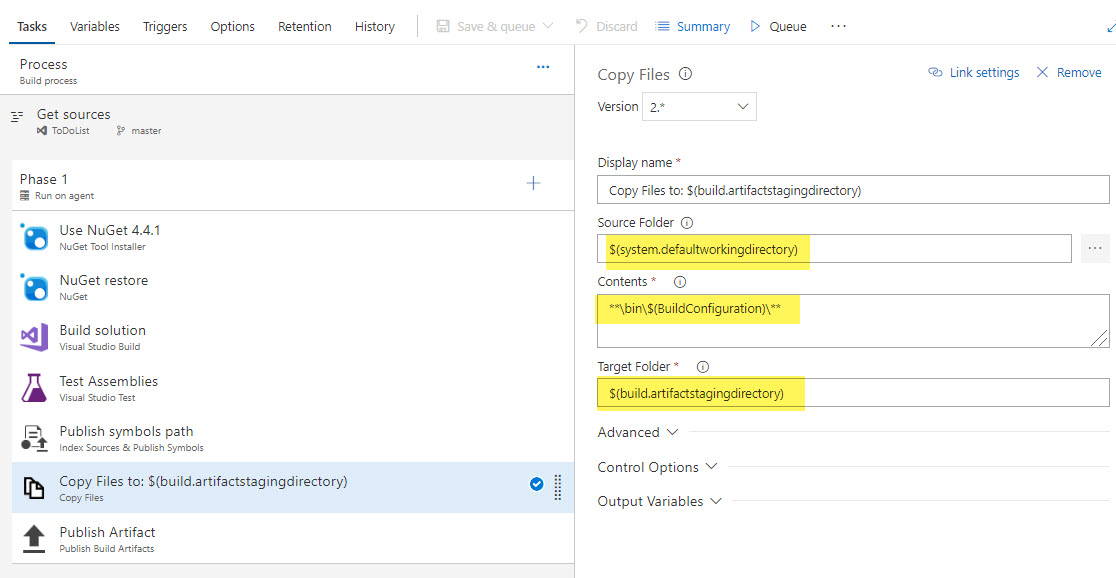 Tasks Variables Triggers Options Retention History Save & queue Discard Summary Queue ...
Process ...
Build process
Get sources
ToDoList master
Phase 1
Run on agent
Use NuGet 4.4.1
NuGet Tool Installer
NuGet restore
NuGet
Build solution
Visual Studio Build
Test Assemblies
Visual Studio Test
Publish symbols path
Index Sources & Publish Symbols
Copy Files to: $(build.artifactstagingdirectory)
Copy Files
Publish Artifact
Publish Build Artifacts
Copy Files Link settings Remove
Version 2.*
Display name *
Copy Files to: $(build.artifactstagingdirectory)
Source Folder
$(system.defaultworkingdirectory) ...
Contents *
**\bin\$(BuildConfiguration)\**
Target Folder *
$(build.artifactstagingdirectory)
Advanced
Control Options
Output Variables